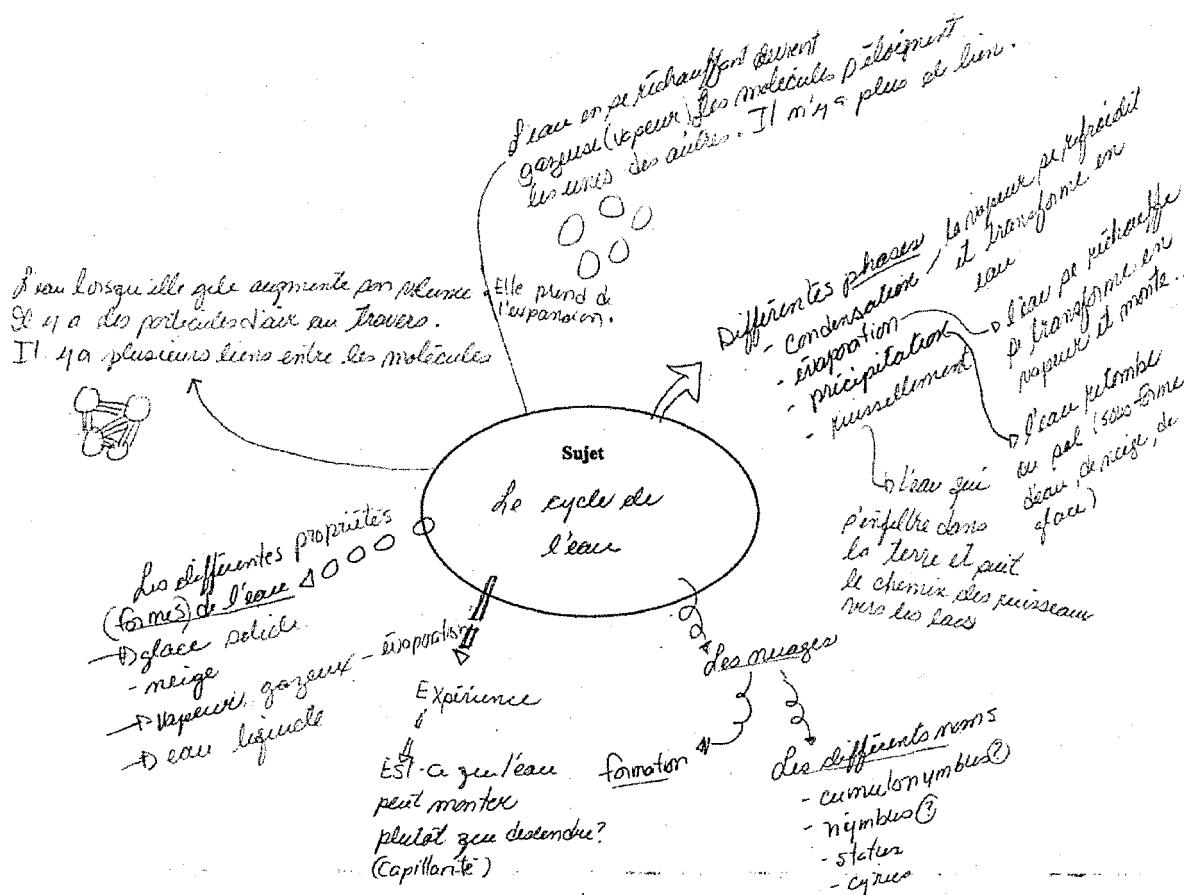 L'eau en se réchauffant devient
gazeuse (vapeur) Les molécules s'éloignent
les unes des autres. Il n'y a plus de lien.
L'eau lorsqu'elle gèle augmente son volume.
Il y a des particules d'air au travers.
Il y a plusieurs liens entre les molécules
Elle prend de
l'expansion.
Différentes phases
- condensation
- évaporation
- précipitation
- ruissellement
la vapeur se refroidit
et transforme en
eau
l'eau se réchauffe
se transforme en
vapeur et monte...
l'eau retombe
au sol (sous forme
d'eau, de neige, de
glace)
L'eau qui
s'infiltre dans
la terre et suit
le chemin des ruisseaux
vers les lacs
Sujet
Le cycle de
l'eau
Les différentes propriétés
(formes) de l'eau
glace solide
- neige
vapeur gazeux - évaporation
eau liquide
Expérience
Est-ce que l'eau
peut monter
plutôt que descendre?
(Capillarité)
Les nuages
formation
Les différents noms
- cumulonymbus ?
- nymbus ?
- status
- cyrus